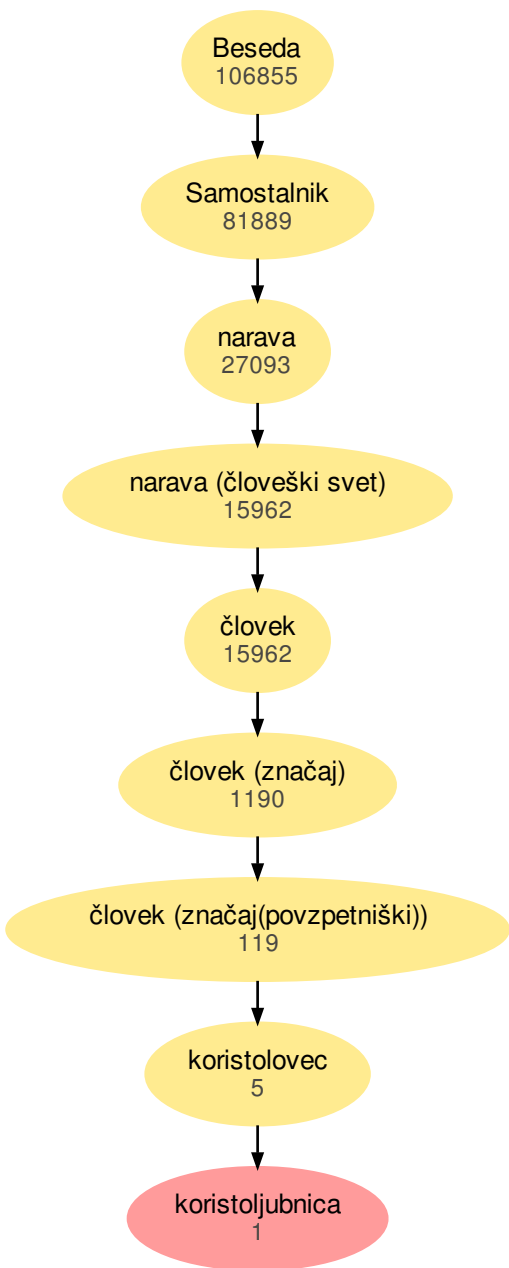 Beseda
106855
Samostalnik
81889
narava
27093
narava (človeški svet)
15962
človek
15962
človek (značaj)
1190
človek (značaj(povzpetniški))
119
koristolovec
5
koristoljubnica
1